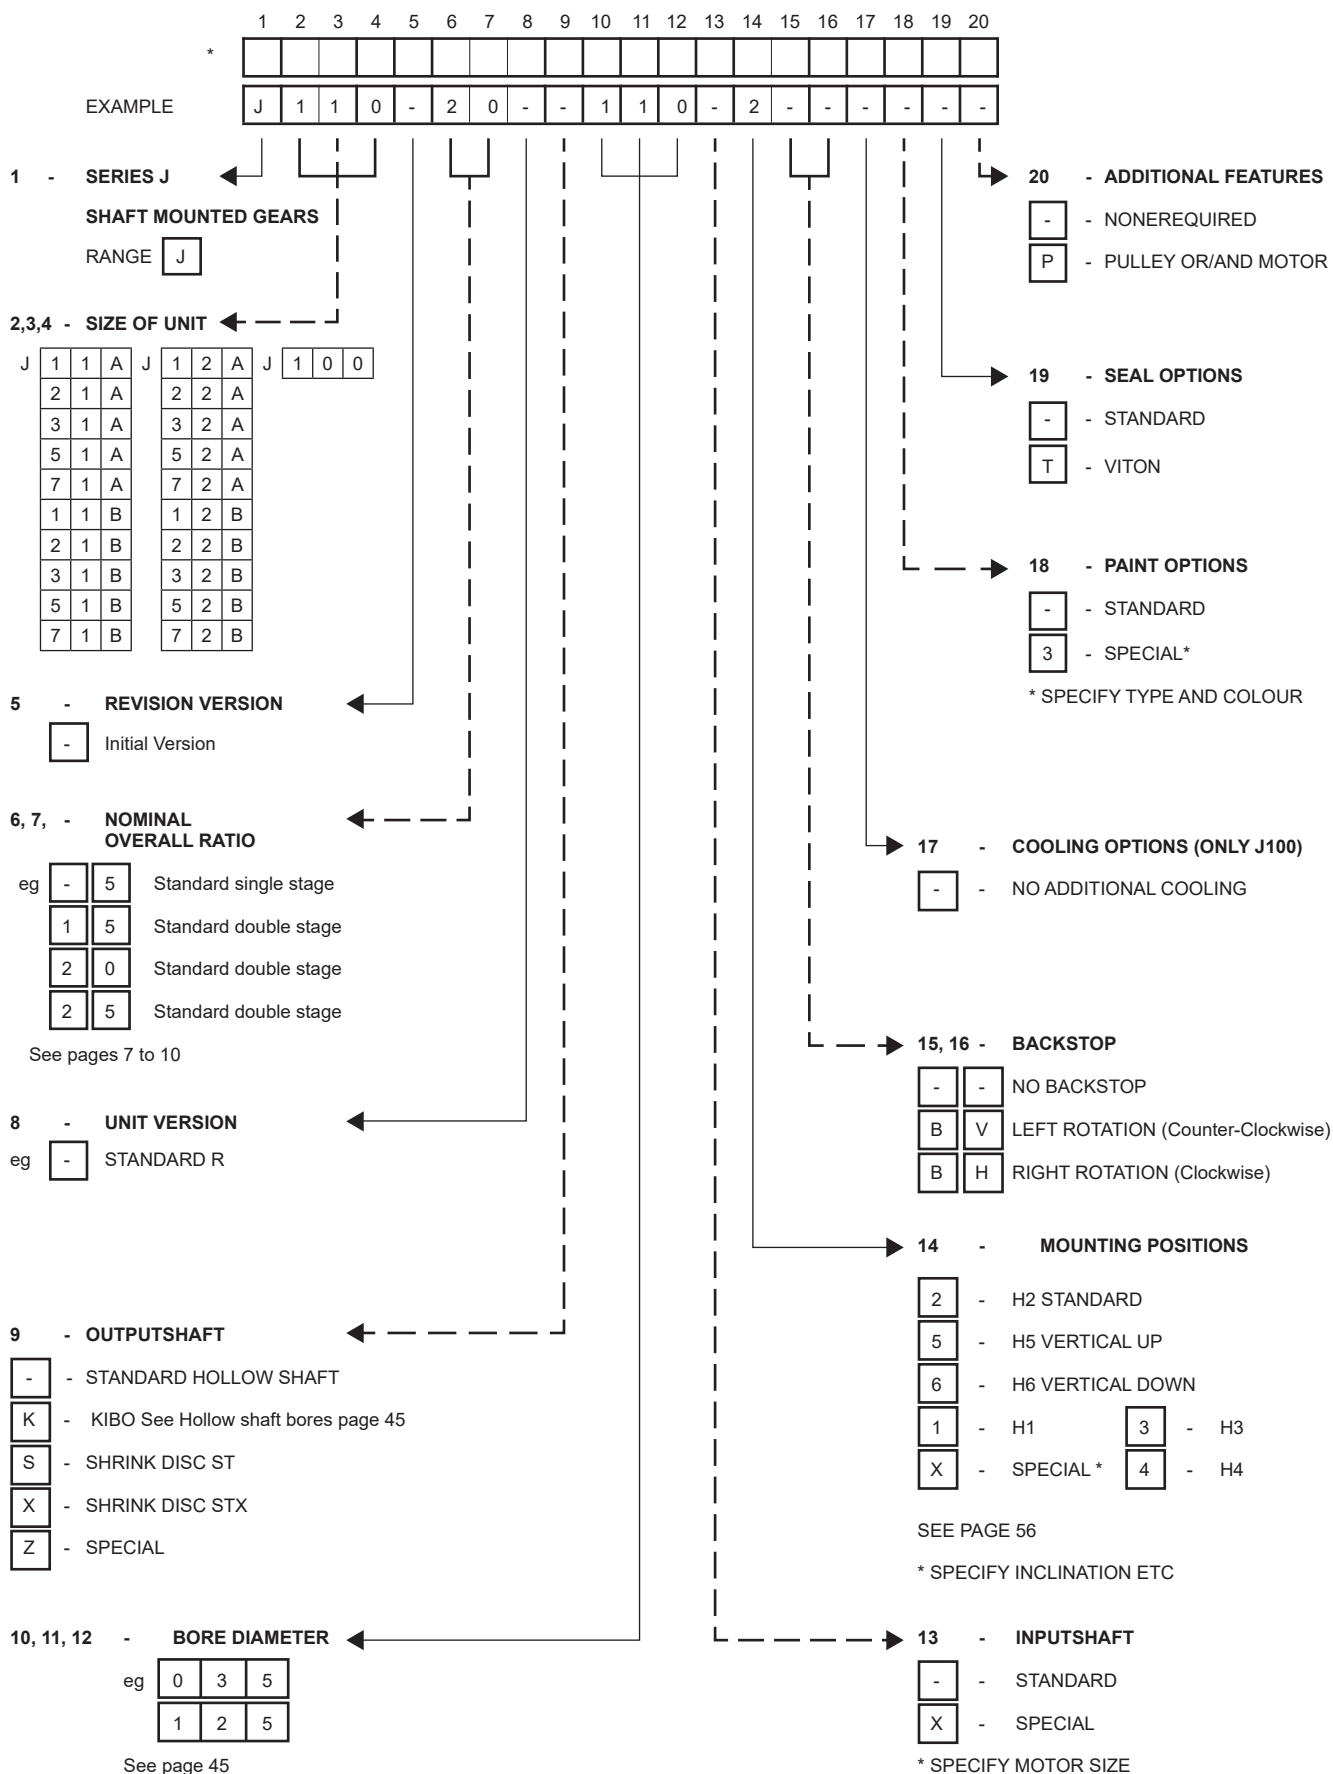 1 2 3 4 5 6 7 8 9 10 11 12 13 14 15 16 17 18 19 20
*
EXAMPLE J 1 1 0 - 2 0 - - 1 1 0 - 2 - - - - - -
1 - SERIES J
SHAFT MOUNTED GEARS
RANGE J
2,3,4 - SIZE OF UNIT
J 1 1 A J 1 2 A J 1 0 0
2 1 A 2 2 A
3 1 A 3 2 A
5 1 A 5 2 A
7 1 A 7 2 A
1 1 B 1 2 B
2 1 B 2 2 B
3 1 B 3 2 B
5 1 B 5 2 B
7 1 B 7 2 B
5 - REVISION VERSION
- Initial Version
6, 7, - NOMINAL
OVERALL RATIO
eg - 5 Standard single stage
1 5 Standard double stage
2 0 Standard double stage
2 5 Standard double stage
See pages 7 to 10
8 - UNIT VERSION
eg - STANDARD R
9 - OUTPUTSHAFT
- - STANDARD HOLLOW SHAFT
K - KIBO See Hollow shaft bores page 45
S - SHRINK DISC ST
X - SHRINK DISC STX
Z - SPECIAL
10, 11, 12 - BORE DIAMETER
eg 0 3 5
1 2 5
See page 45
20 - ADDITIONAL FEATURES
- - NONEREQUIRED
P - PULLEY OR/AND MOTOR
19 - SEAL OPTIONS
- - STANDARD
T - VITON
18 - PAINT OPTIONS
- - STANDARD
3 - SPECIAL*
* SPECIFY TYPE AND COLOUR
17 - COOLING OPTIONS (ONLY J100)
- - NO ADDITIONAL COOLING
15, 16 - BACKSTOP
- - NO BACKSTOP
B V LEFT ROTATION (Counter-Clockwise)
B H RIGHT ROTATION (Clockwise)
14 - MOUNTING POSITIONS
2 - H2 STANDARD
5 - H5 VERTICAL UP
6 - H6 VERTICAL DOWN
1 - H1 3 - H3
X - SPECIAL * 4 - H4
SEE PAGE 56
* SPECIFY INCLINATION ETC
13 - INPUTSHAFT
- - STANDARD
X - SPECIAL
* SPECIFY MOTOR SIZE